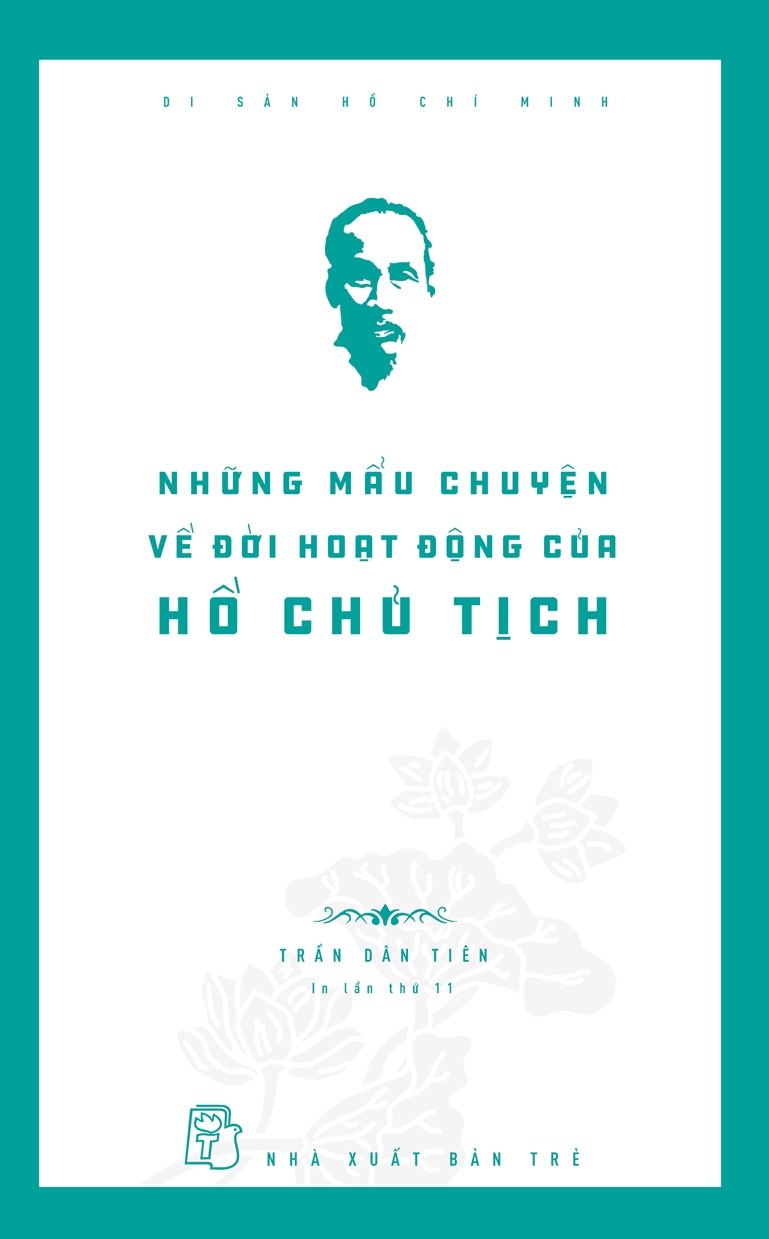 DI SẢN HỒ CHÍ MINH
NHỮNG MẨU CHUYỆN
VỀ ĐỜI HOẠT ĐỘNG CỦA
HỒ CHỦ TỊCH
TRẦN DÂN TIÊN
In lần thứ 11
T
NHÀ XUẤT BẢN TRẺ